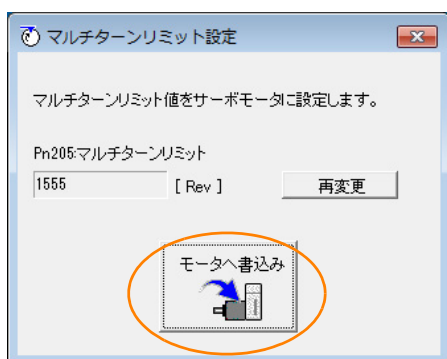 マルチターンリミット設定
マルチターンリミット値をサーボモータに設定します。
Pn205:マルチターンリミット
1555 [ Rev ] 再変更
モータへ書込み